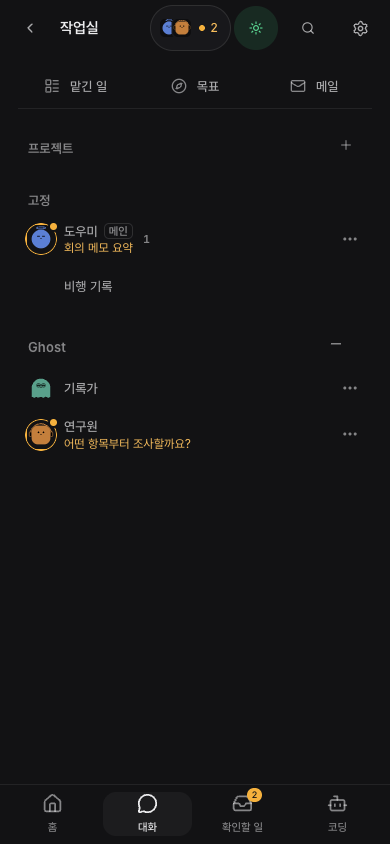 작업실
2
맡긴 일
목표
메일
프로젝트
고정
도우미 메인
회의 메모 요약 1
비행 기록
Ghost
기록가
연구원
어떤 항목부터 조사할까요?
2
홈
대화
확인할 일
코딩